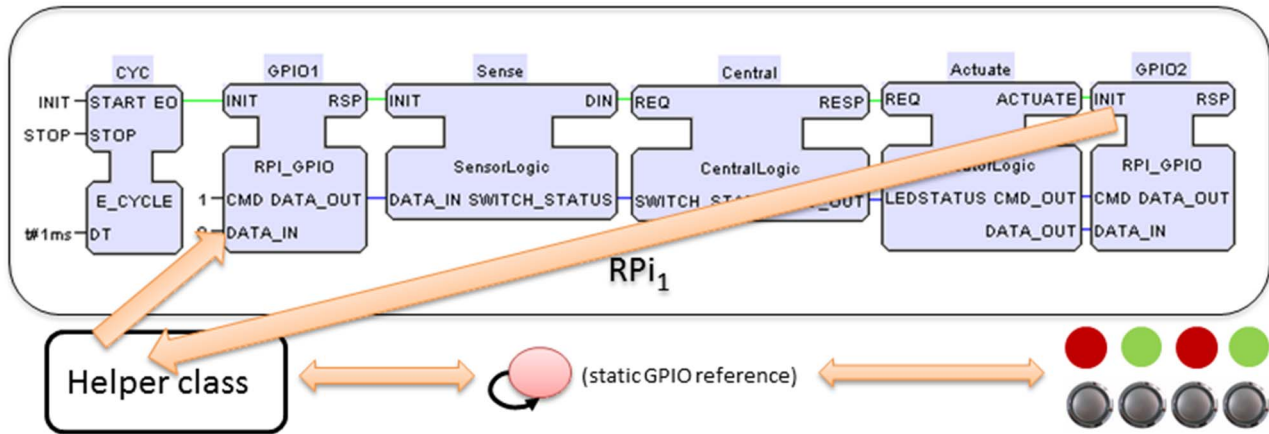 CYC GPIO1 Sense Central Actuate GPIO2
INIT START EO INIT RSP INIT DIN REQ RESP REQ ACTUATE INIT RSP
STOP STOP
RPI_GPIO SensorLogic CentralLogic RPI_GPIO
E_CYCLE 1 CMD DATA_OUT DATA_IN SWITCH_STATUS SWITCH LEDSTATUS CMD_OUT CMD DATA_OUT
t#1ms DT DATA_IN DATA_OUT DATA_IN
RPi₁
Helper class
(static GPIO reference)